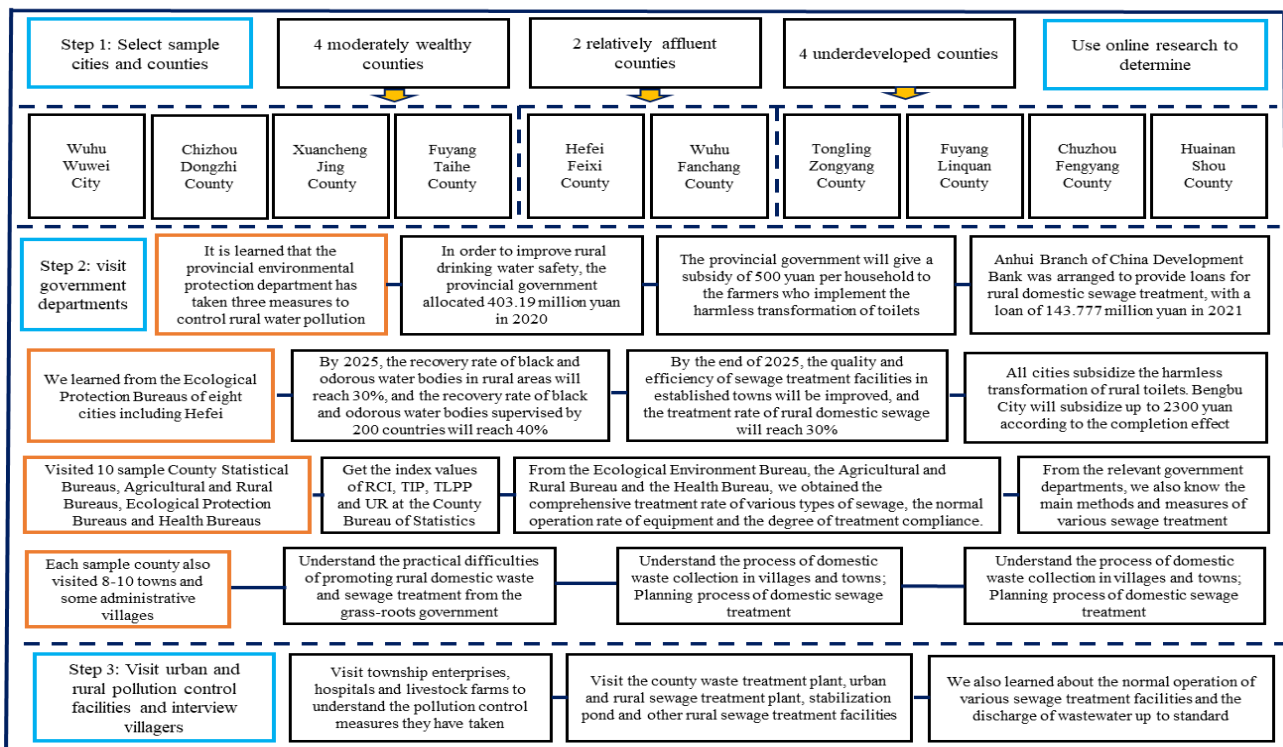 Step 1: Select sample
cities and counties
4 moderately wealthy
counties
2 relatively affluent
counties
4 underdeveloped counties
Use online research to
determine
Wuhu
Wuwei
City
Chizhou
Dongzhi
County
Xuancheng
Jing
County
Fuyang
Taihe
County
Hefei
Feixi
County
Wuhu
Fanchang
County
Tongling
Zongyang
County
Fuyang
Linquan
County
Chuzhou
Fengyang
County
Huainan
Shou
County
Step 2: visit
government
departments
It is learned that the
provincial environmental
protection department has
taken three measures to
control rural water pollution
In order to improve rural
drinking water safety, the
provincial government
allocated 403.19 million yuan
in 2020
The provincial government will give a
subsidy of 500 yuan per household to
the farmers who implement the
harmless transformation of toilets
Anhui Branch of China Development
Bank was arranged to provide loans for
rural domestic sewage treatment, with a
loan of 143.777 million yuan in 2021
We learned from the Ecological
Protection Bureaus of eight
cities including Hefei
By 2025, the recovery rate of black and
odorous water bodies in rural areas will
reach 30%, and the recovery rate of black
and odorous water bodies supervised by
200 countries will reach 40%
By the end of 2025, the quality and
efficiency of sewage treatment facilities in
established towns will be improved, and
the treatment rate of rural domestic sewage
will reach 30%
All cities subsidize the harmless
transformation of rural toilets. Bengbu
City will subsidize up to 2300 yuan
according to the completion effect
Visited 10 sample County Statistical
Bureaus, Agricultural and Rural
Bureaus, Ecological Protection
Bureaus and Health Bureaus
Get the index values
of RCI, TIP, TLPP
and UR at the County
Bureau of Statistics
From the Ecological Environment Bureau, the Agricultural and
Rural Bureau and the Health Bureau, we obtained the
comprehensive treatment rate of various types of sewage, the normal
operation rate of equipment and the degree of treatment compliance.
From the relevant government
departments, we also know the
main methods and measures of
various sewage treatment
Each sample county also
visited 8-10 towns and
some administrative
villages
Understand the practical difficulties
of promoting rural domestic waste
and sewage treatment from the
grass-roots government
Understand the process of domestic
waste collection in villages and towns;
Planning process of domestic sewage
treatment
Understand the process of domestic
waste collection in villages and towns;
Planning process of domestic sewage
treatment
Step 3: Visit urban and
rural pollution control
facilities and interview
villagers
Visit township enterprises,
hospitals and livestock farms to
understand the pollution control
measures they have taken
Visit the county waste treatment plant, urban
and rural sewage treatment plant, stabilization
pond and other rural sewage treatment facilities
We also learned about the normal operation of
various sewage treatment facilities and the
discharge of wastewater up to standard